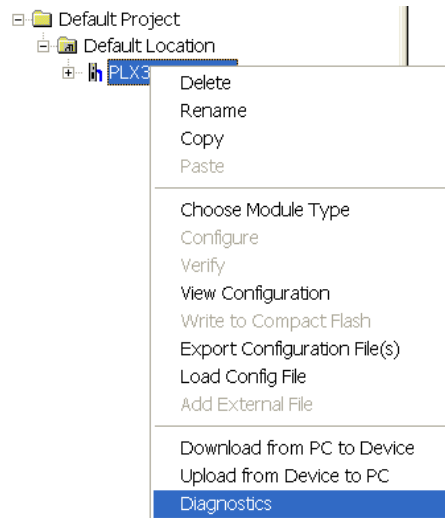 Default Project
Default Location
PLX3
Delete
Rename
Copy
Paste
Choose Module Type
Configure
Verify
View Configuration
Write to Compact Flash
Export Configuration File(s)
Load Config File
Add External File
Download from PC to Device
Upload from Device to PC
Diagnostics